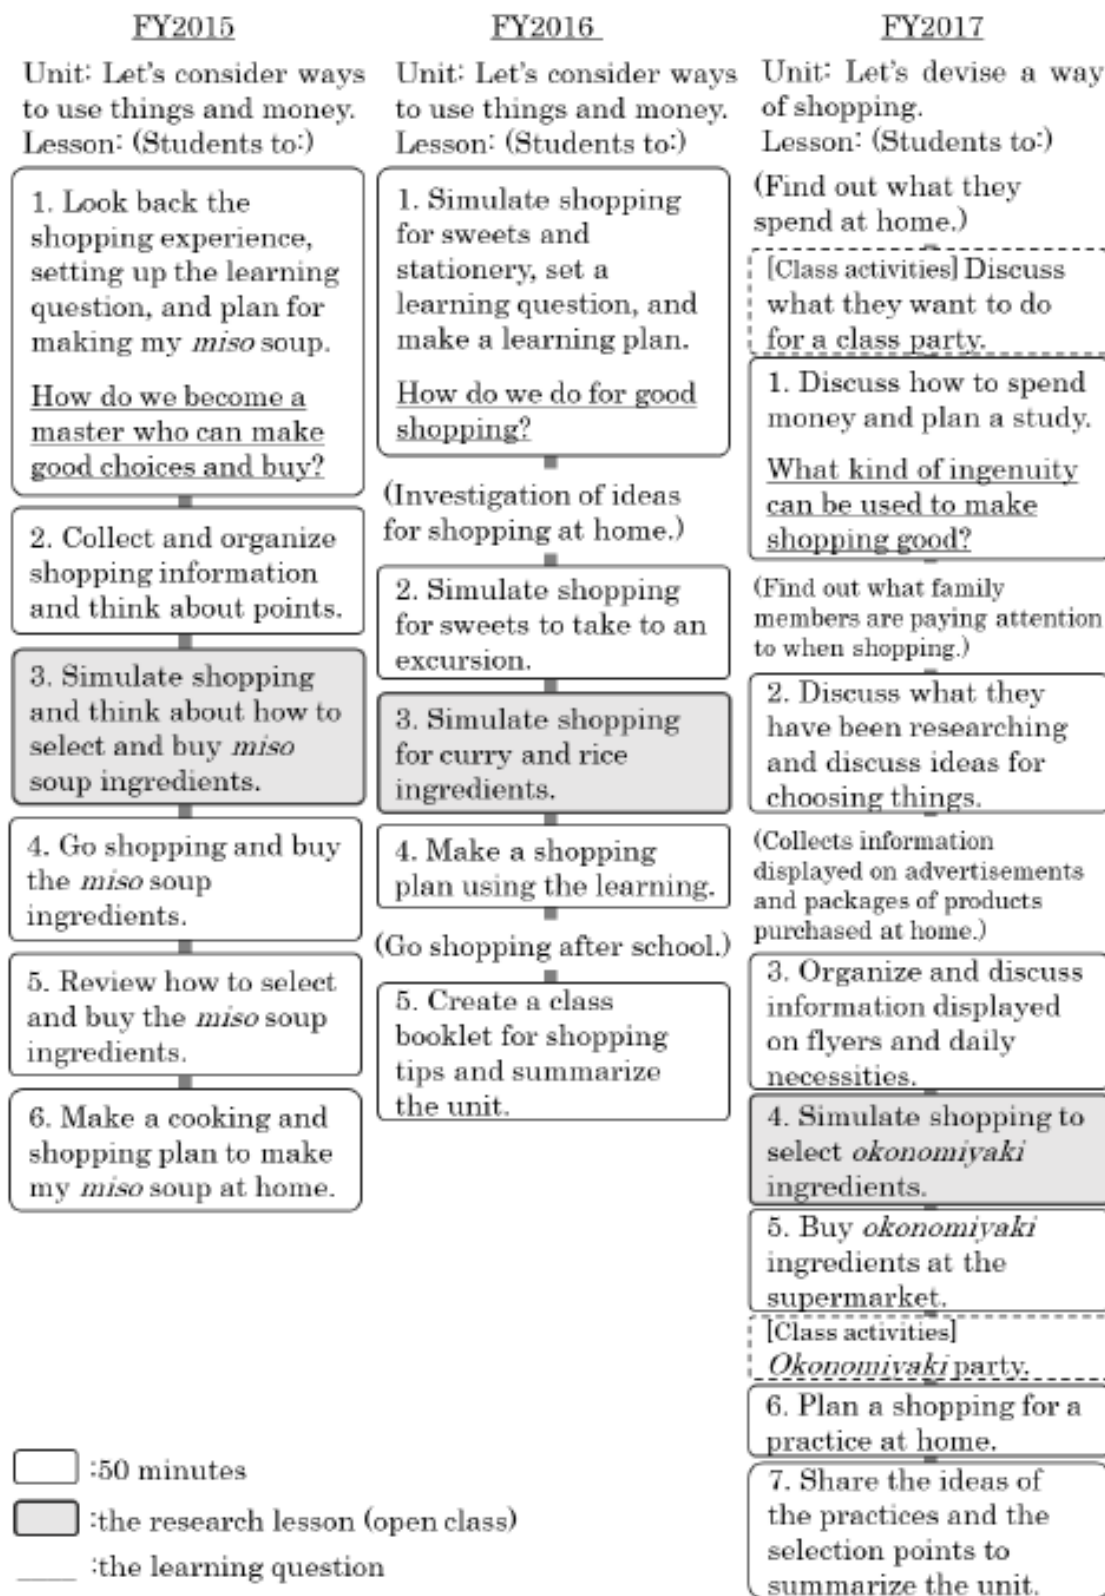 FY2015
Unit: Let's consider ways
to use things and money.
Lesson: (Students to:)
1. Look back the
shopping experience,
setting up the learning
question, and plan for
making my miso soup.
How do we become a
master who can make
good choices and buy?
2. Collect and organize
shopping information
and think about points.
3. Simulate shopping
and think about how to
select and buy miso
soup ingredients.
4. Go shopping and buy
the miso soup
ingredients.
5. Review how to select
and buy the miso soup
ingredients.
6. Make a cooking and
shopping plan to make
my miso soup at home.
FY2016
Unit: Let's consider ways
to use things and money.
Lesson: (Students to:)
1. Simulate shopping
for sweets and
stationery, set a
learning question, and
make a learning plan.
How do we do for good
shopping?
(Investigation of ideas
for shopping at home.)
2. Simulate shopping
for sweets to take to an
excursion.
3. Simulate shopping
for curry and rice
ingredients.
4. Make a shopping
plan using the learning.
(Go shopping after school.)
5. Create a class
booklet for shopping
tips and summarize
the unit.
FY2017
Unit: Let's devise a way
of shopping.
Lesson: (Students to:)
(Find out what they
spend at home.)
[Class activities] Discuss
what they want to do
for a class party.
1. Discuss how to spend
money and plan a study.
What kind of ingenuity
can be used to make
shopping good?
(Find out what family
members are paying attention
to when shopping.)
2. Discuss what they
have been researching
and discuss ideas for
choosing things.
(Collects information
displayed on advertisements
and packages of products
purchased at home.)
3. Organize and discuss
information displayed
on flyers and daily
necessities.
4. Simulate shopping to
select okonomiyaki
ingredients.
5. Buy okonomiyaki
ingredients at the
supermarket.
[Class activities]
Okonomiyaki party.
6. Plan a shopping for a
practice at home.
7. Share the ideas of
the practices and the
selection points to
summarize the unit.
:50 minutes
:the research lesson (open class)
:the learning question